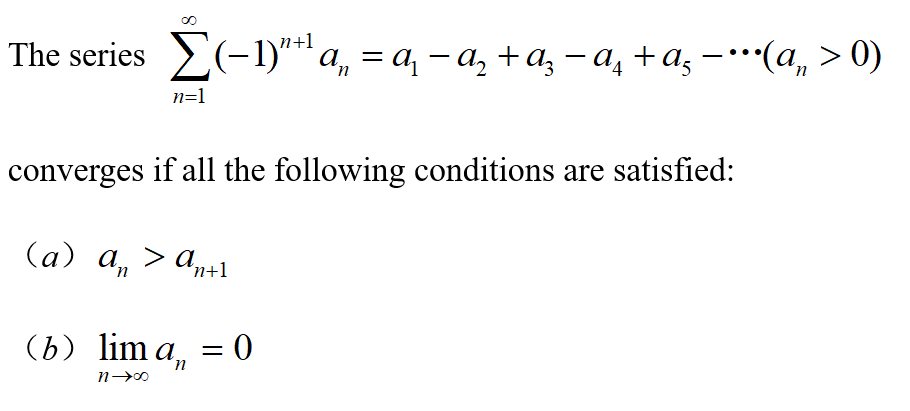 The series $\sum_{n=1}^{\infty}(-1)^{n+1}a_n = a_1 - a_2 + a_3 - a_4 + a_5 - \cdots (a_n > 0)$
converges if all the following conditions are satisfied:
(a) $a_n > a_{n+1}$
(b) $\lim_{n \to \infty} a_n = 0$